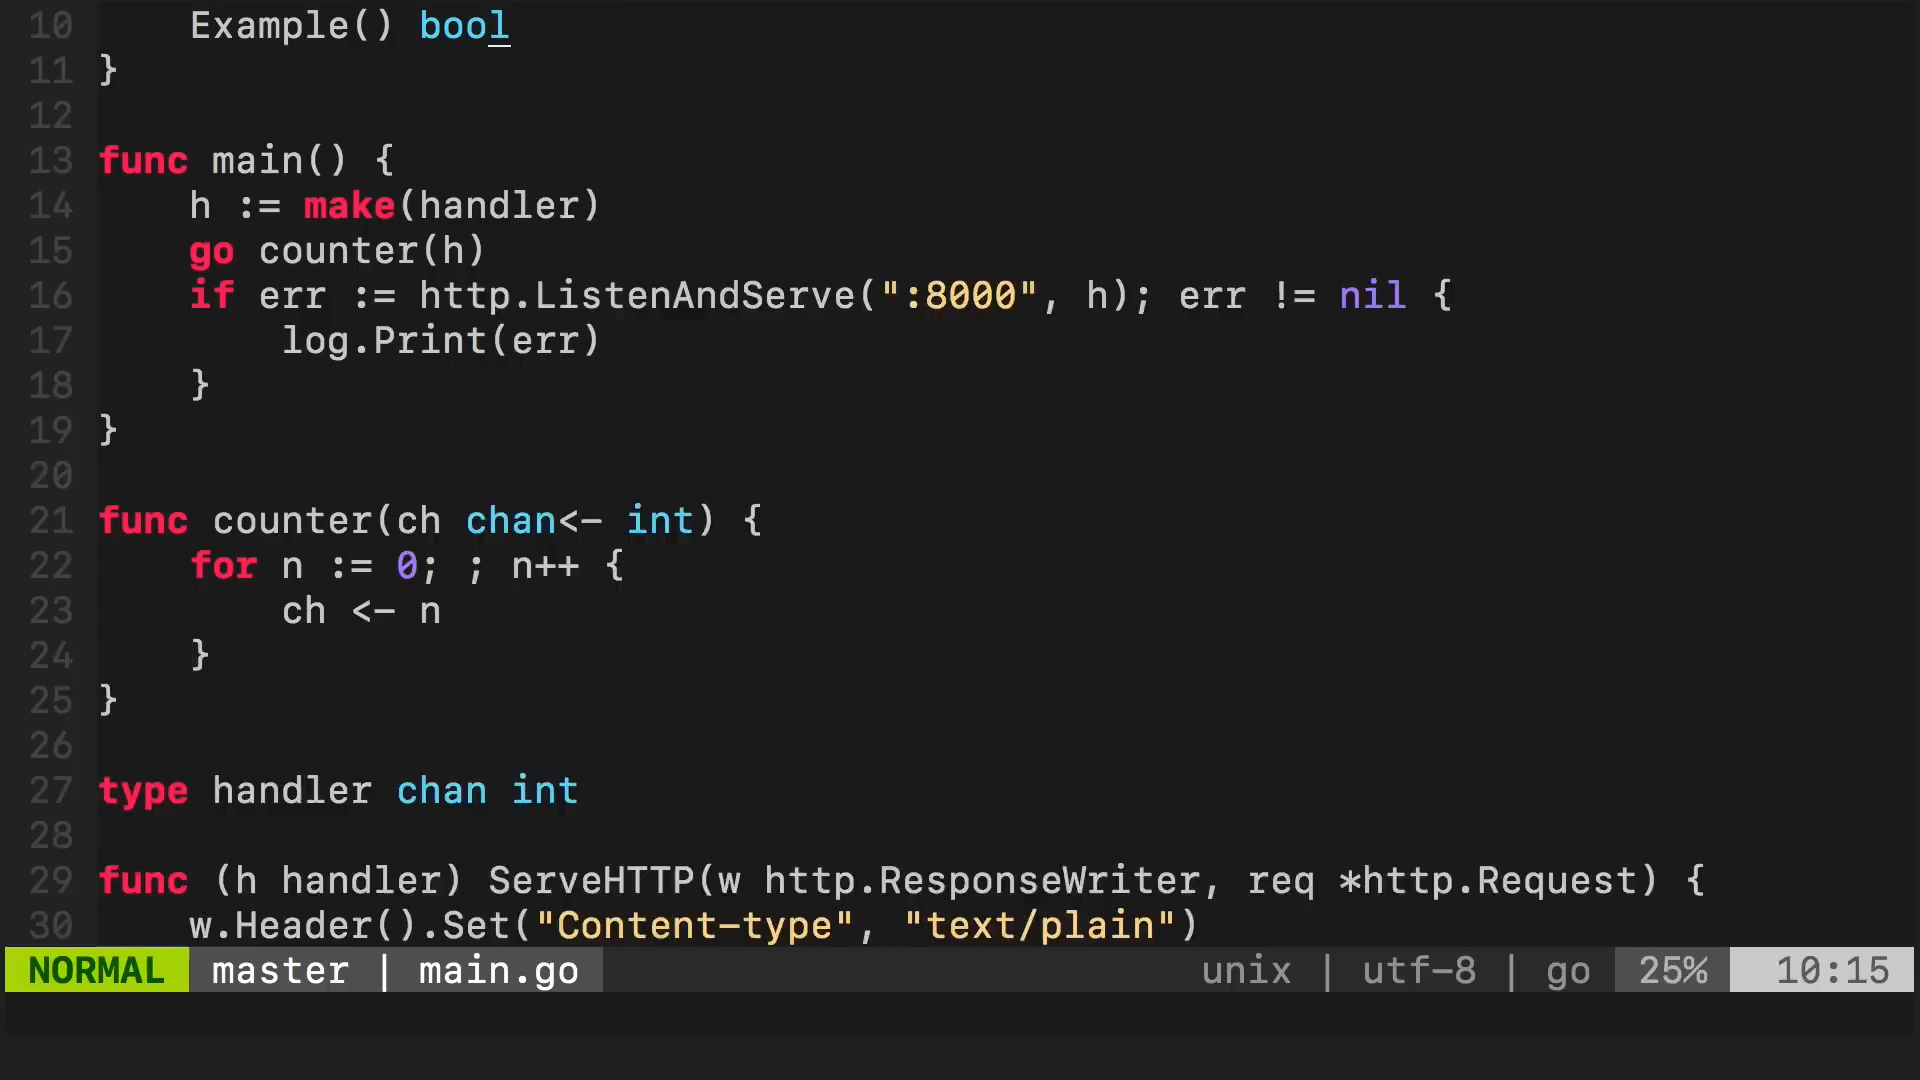 10     Example() bool
11 }
12
13 func main() {
14     h := make(handler)
15     go counter(h)
16     if err := http.ListenAndServe(":8000", h); err != nil {
17         log.Print(err)
18     }
19 }
20
21 func counter(ch chan<- int) {
22     for n := 0; ; n++ {
23         ch <- n
24     }
25 }
26
27 type handler chan int
28
29 func (h handler) ServeHTTP(w http.ResponseWriter, req *http.Request) {
30     w.Header().Set("Content-type", "text/plain")
NORMAL master | main.go unix | utf-8 | go 25% 10:15